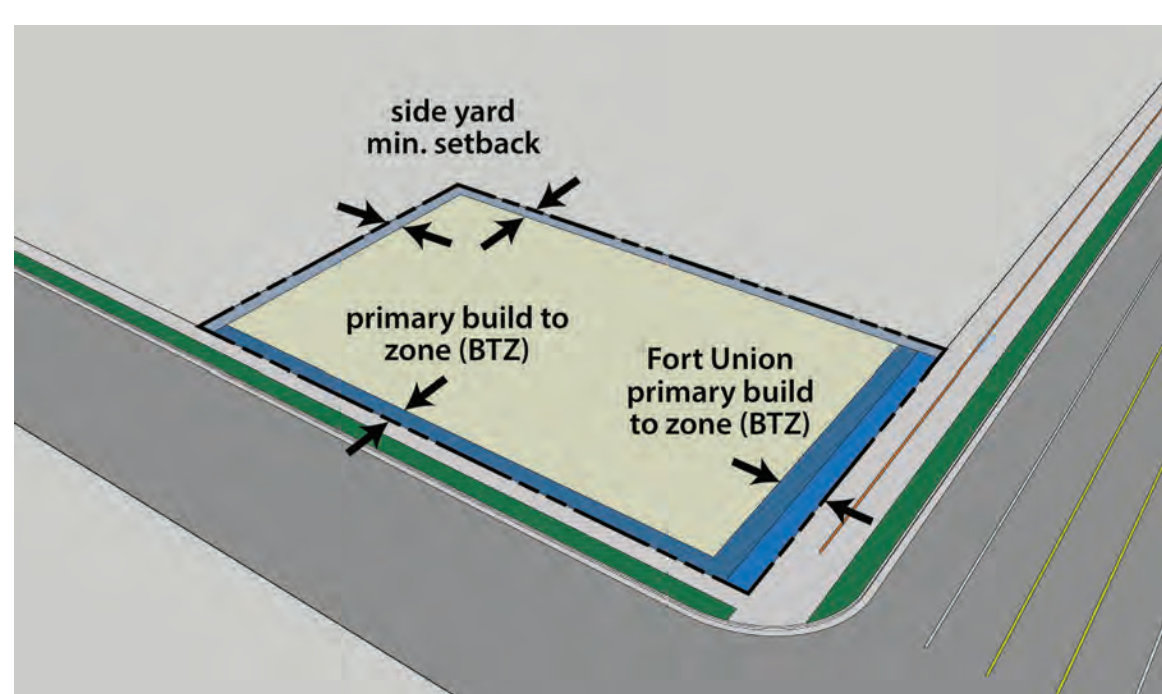 side yard
min. setback
primary build to
zone (BTZ)
Fort Union
primary build
to zone (BTZ)